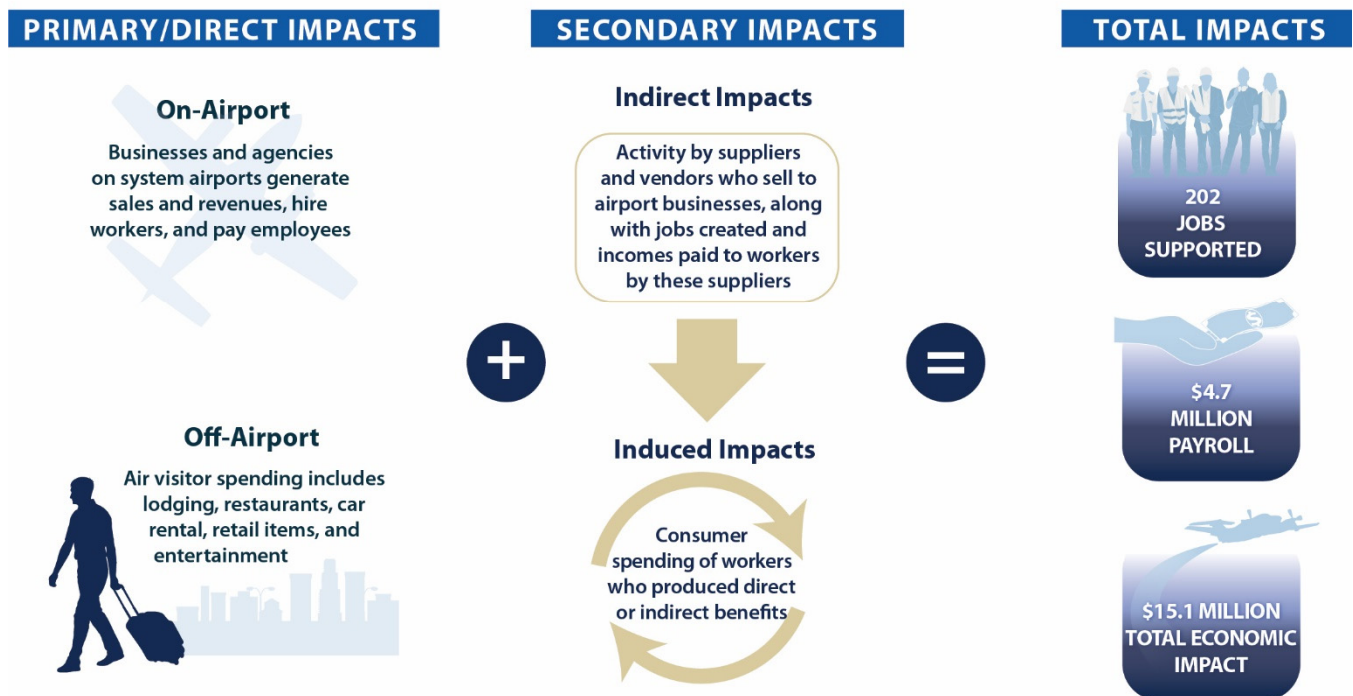 PRIMARY/DIRECT IMPACTS
On-Airport
Businesses and agencies
on system airports generate
sales and revenues, hire
workers, and pay employees
Off-Airport
Air visitor spending includes
lodging, restaurants, car
rental, retail items, and
entertainment
+
SECONDARY IMPACTS
Indirect Impacts
Activity by suppliers
and vendors who sell to
airport businesses, along
with jobs created and
incomes paid to workers
by these suppliers
Induced Impacts
Consumer
spending of workers
who produced direct
or indirect benefits
=
TOTAL IMPACTS
202
JOBS
SUPPORTED
$
$4.7
MILLION
PAYROLL
$15.1 MILLION
TOTAL ECONOMIC
IMPACT